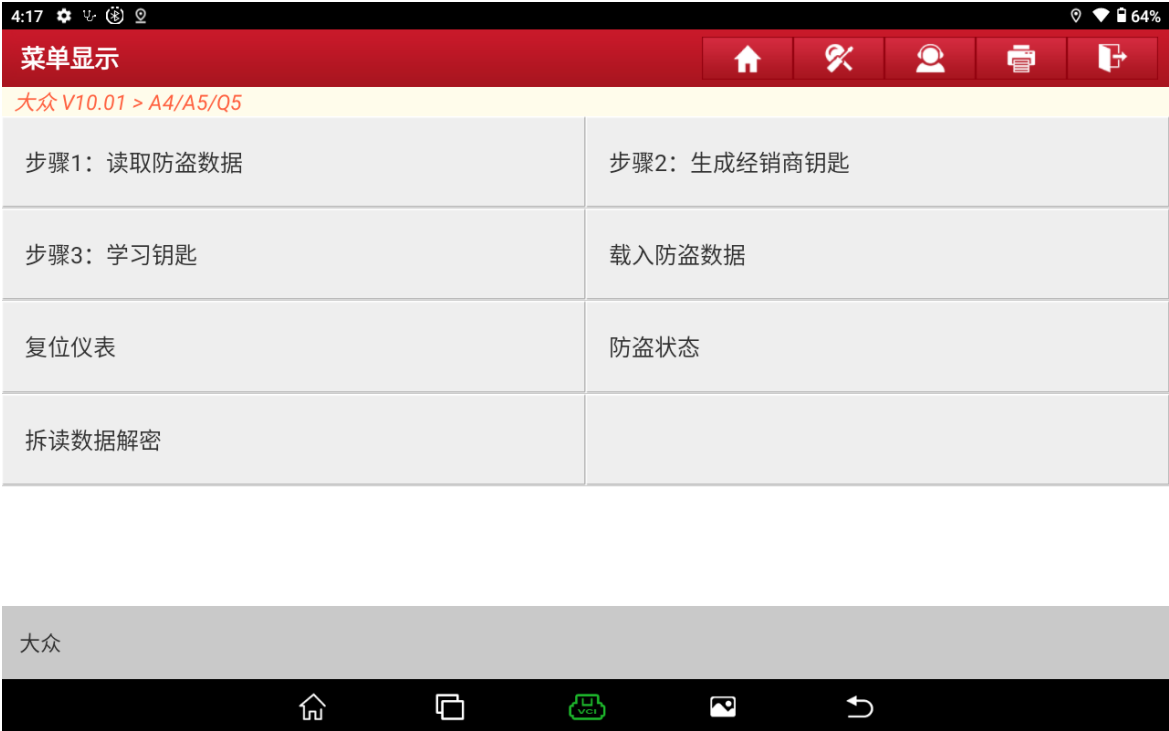 4:17
64%
菜单显示
大众 V10.01 > A4/A5/Q5
步骤1：读取防盗数据
步骤2：生成经销商钥匙
步骤3：学习钥匙
载入防盗数据
复位仪表
防盗状态
拆读数据解密
大众
VCI